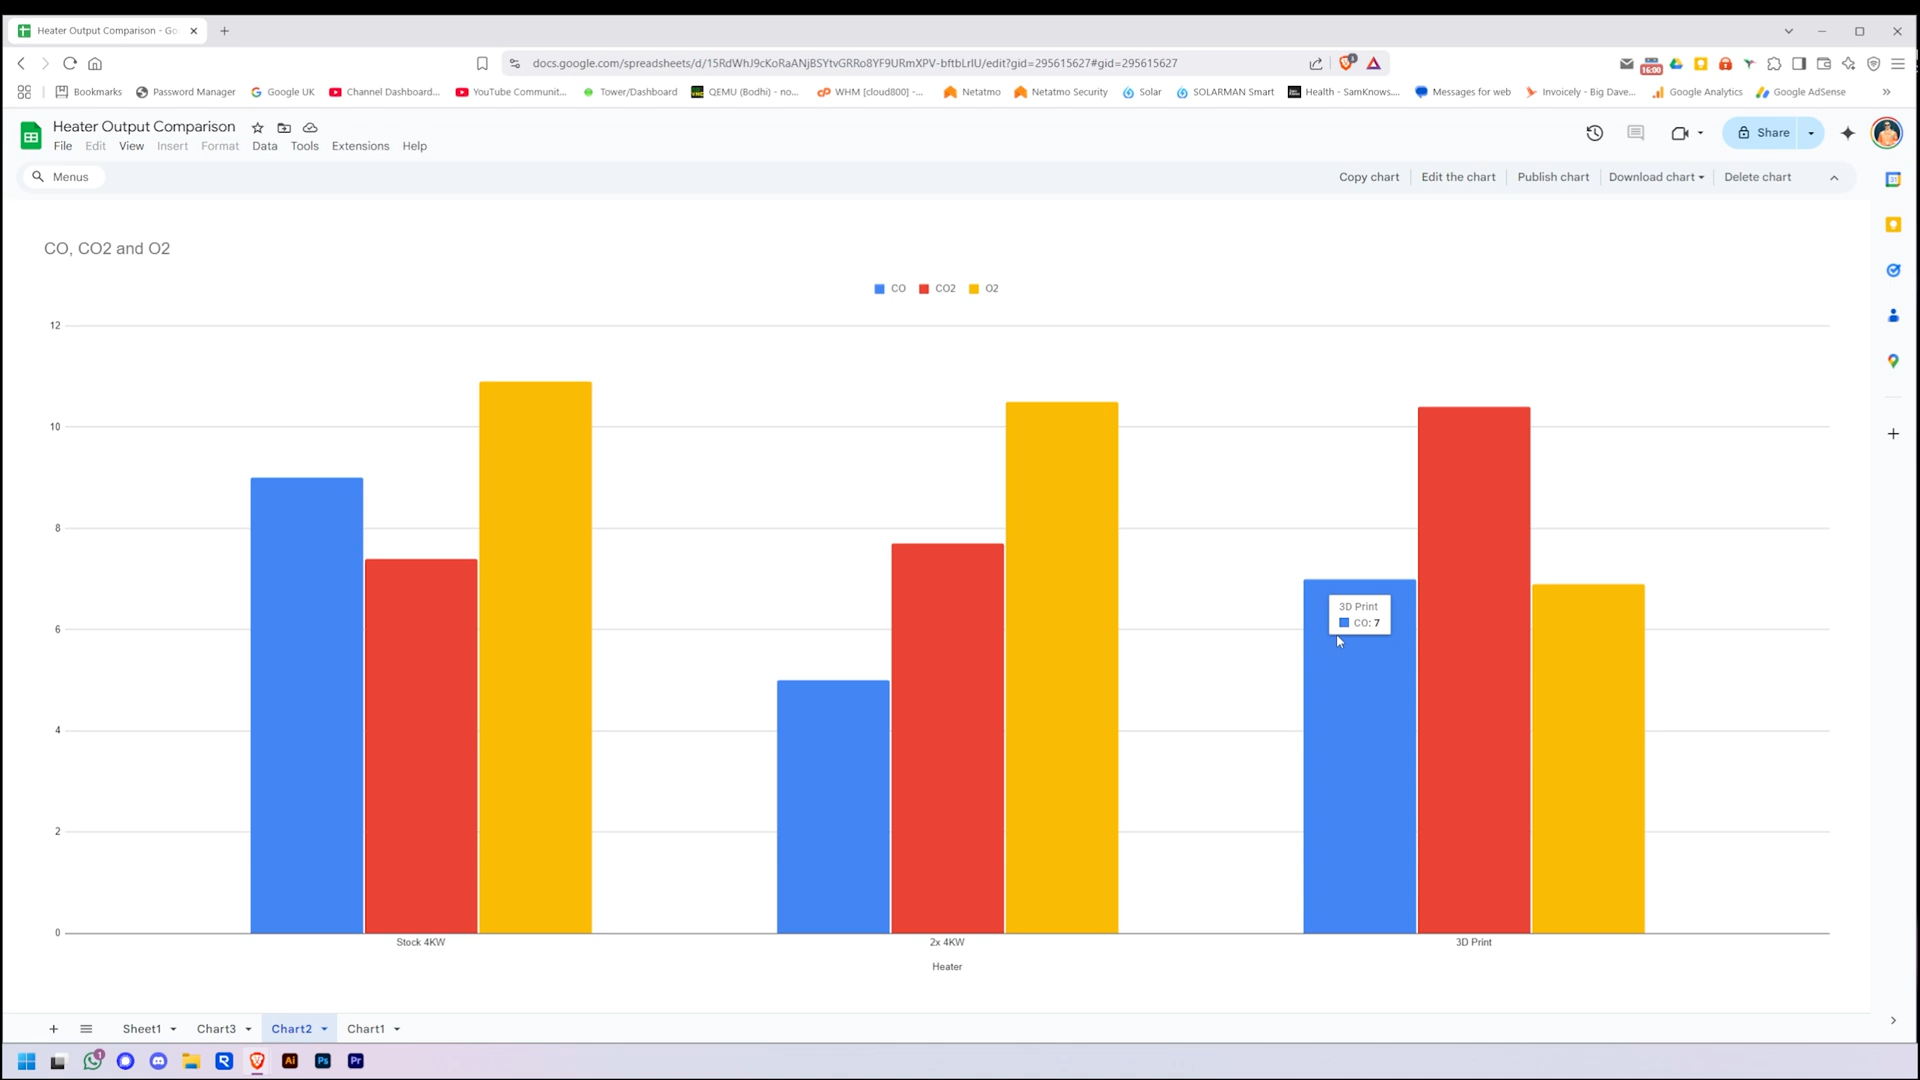 Heater Output Comparison - Go
docs.google.com/spreadsheets/d/15RdWhJ9cKoRaANjBSYtvGRRo8YF9URmXPV-bftbLrIU/edit?gid=295615627#gid=295615627
16:00
Bookmarks
Password Manager
Google UK
Channel Dashboard...
YouTube Communit...
Tower/Dashboard
QEMU (Bodhi) - no...
WHM [cloud800] -...
Netatmo
Netatmo Security
Solar
SOLARMAN Smart
Health - SamKnows....
Messages for web
Invoicely - Big Dave...
Google Analytics
Google AdSense
Heater Output Comparison
File Edit View Insert Format Data Tools Extensions Help
Share
Menus
Copy chart
Edit the chart
Publish chart
Download chart
Delete chart
CO, CO2 and O2
CO CO2 O2
12
10
8
6
4
2
0
3D Print
CO: 7
Stock 4KW
2x 4KW
3D Print
Heater
Sheet1 Chart3 Chart2 Chart1